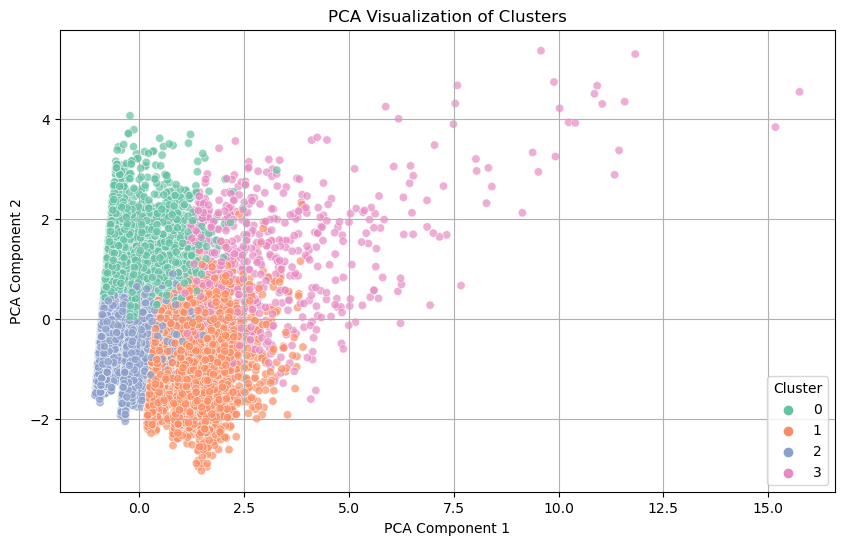 PCA Visualization of Clusters
PCA Component 2
4
2
0
−2
0.0 2.5 5.0 7.5 10.0 12.5 15.0
PCA Component 1
Cluster
0
1
2
3